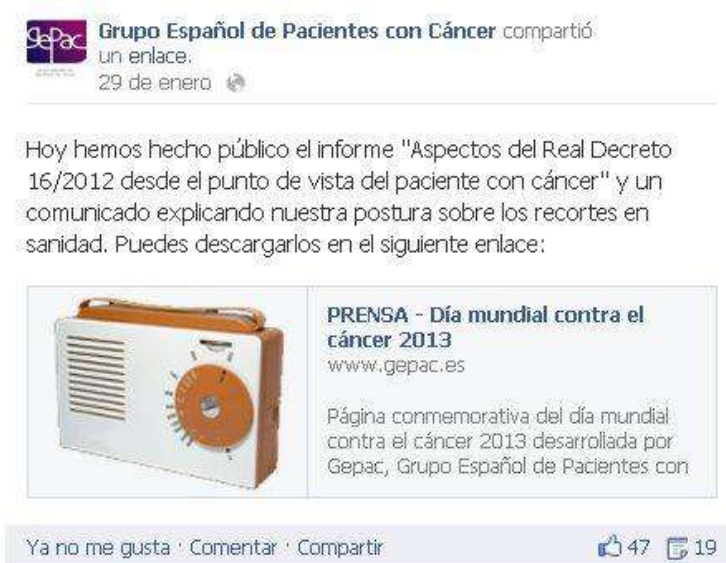 gepac
Grupo Español de Pacientes con Cáncer compartió
un enlace.
29 de enero
Hoy hemos hecho público el informe "Aspectos del Real Decreto
16/2012 desde el punto de vista del paciente con cáncer" y un
comunicado explicando nuestra postura sobre los recortes en
sanidad. Puedes descargarlos en el siguiente enlace:
PRENSA - Día mundial contra el
cáncer 2013
www.gepac.es
Página conmemorativa del día mundial
contra el cáncer 2013 desarrollada por
Gepac, Grupo Español de Pacientes con
Ya no me gusta · Comentar · Compartir 47 19